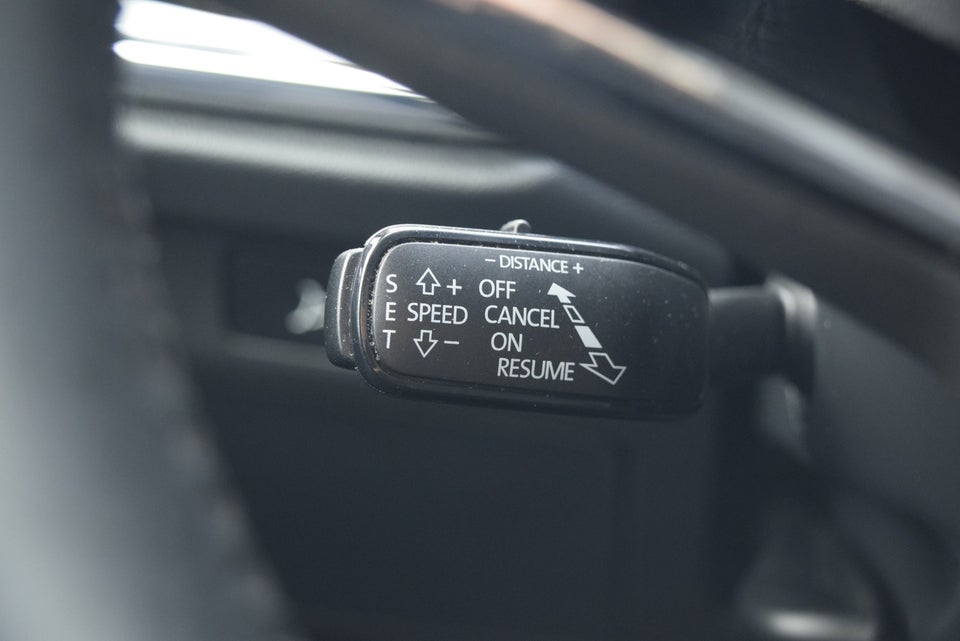 - DISTANCE +
S
E
T
+
SPEED
-
OFF
CANCEL
ON
RESUME